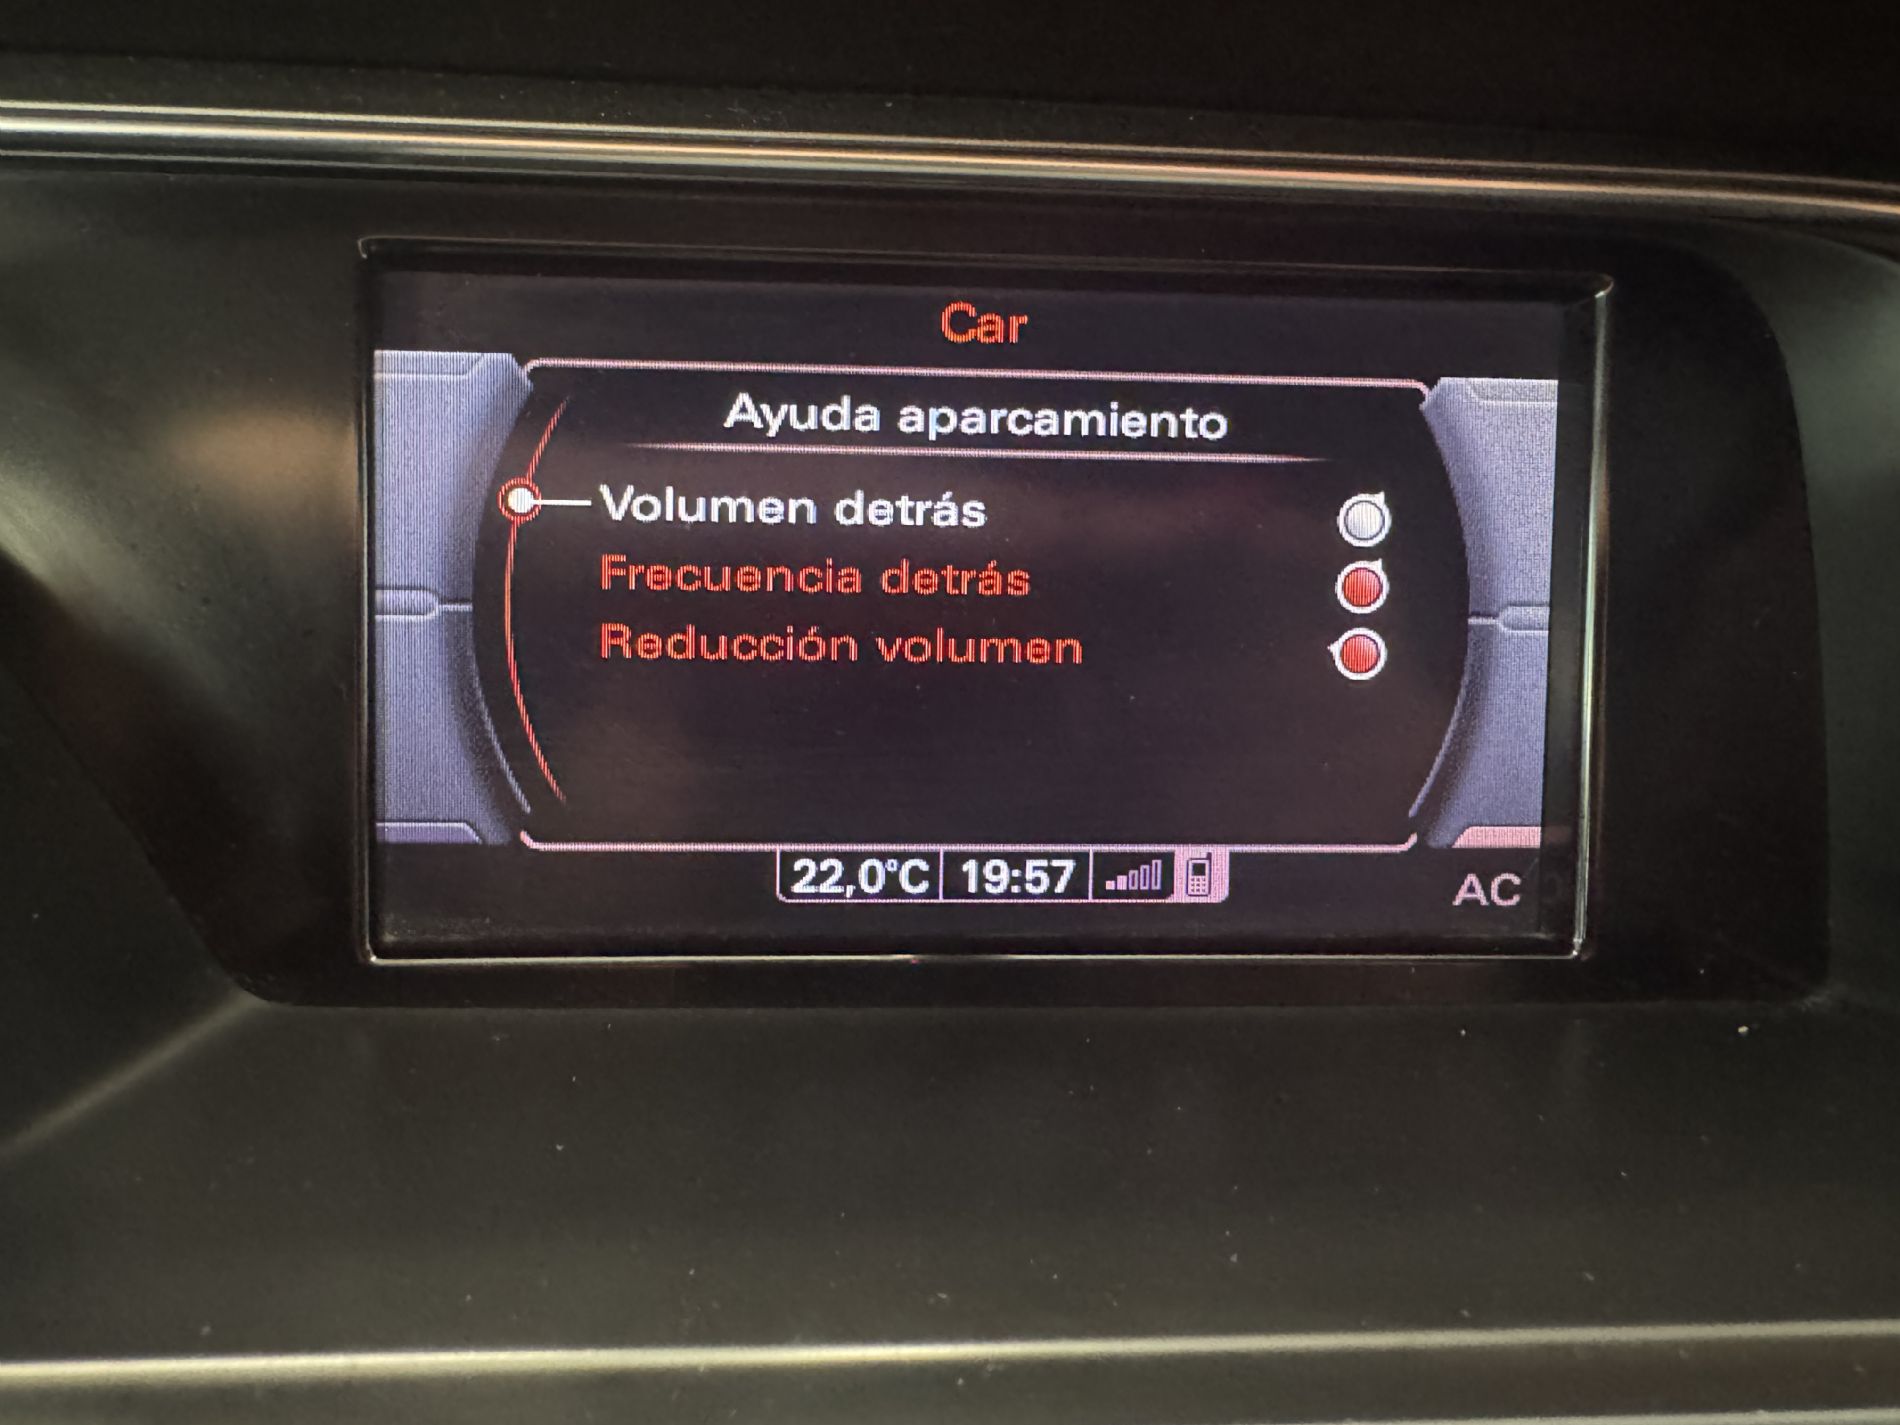 Car
Ayuda aparcamiento
Volumen detrás
Frecuencia detrás
Reducción volumen
22,0°C 19:57
AC